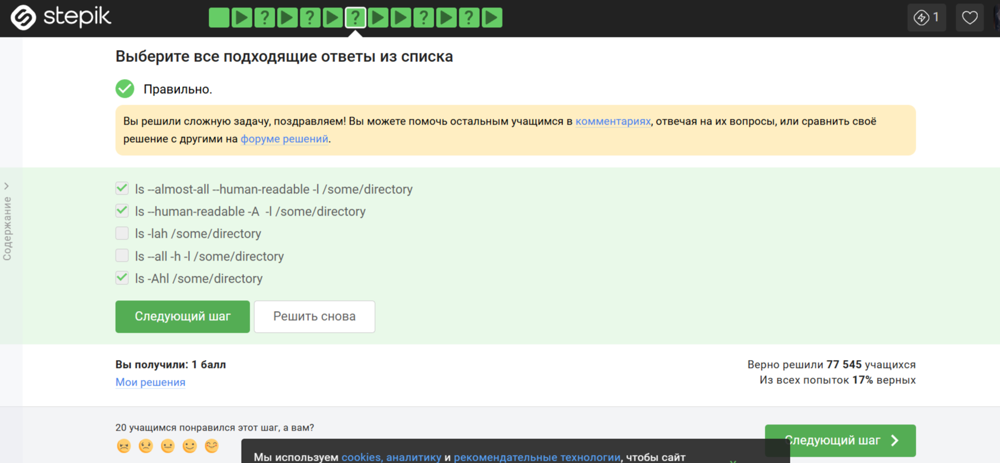 stepik
1
Выберите все подходящие ответы из списка
Правильно.
Вы решили сложную задачу, поздравляем! Вы можете помочь остальным учащимся в комментариях, отвечая на их вопросы, или сравнить своё
решение с другими на форуме решений.
Содержание
ls --almost-all --human-readable -l /some/directory
ls --human-readable -A  -l /some/directory
ls -lah /some/directory
ls --all -h -l /some/directory
ls -Ahl /some/directory
Следующий шаг
Решить снова
Вы получили: 1 балл
Верно решили 77 545 учащихся
Мои решения
Из всех попыток 17% верных
20 учащимся понравился этот шаг, а вам?
Следующий шаг
Мы используем cookies, аналитику и рекомендательные технологии, чтобы сайт